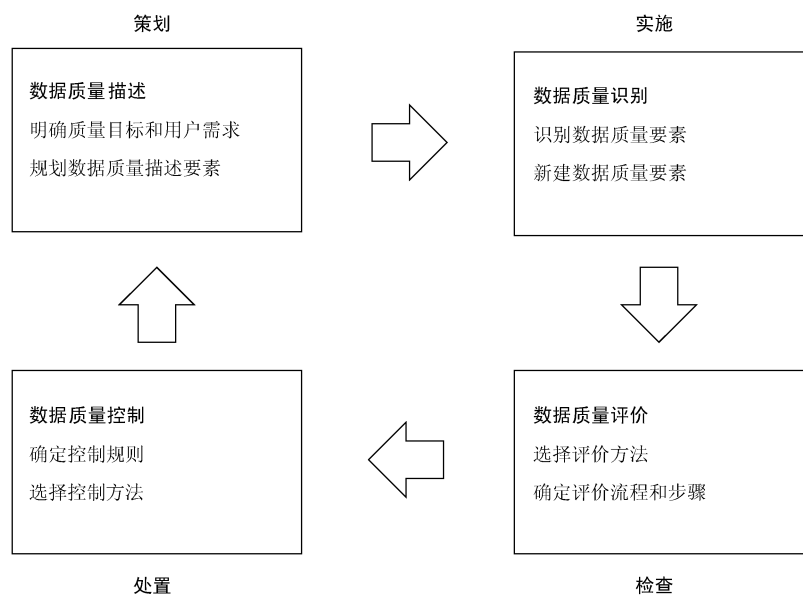 策划
实施
数据质量描述
明确质量目标和用户需求
规划数据质量描述要素
数据质量识别
识别数据质量要素
新建数据质量要素
数据质量控制
确定控制规则
选择控制方法
数据质量评价
选择评价方法
确定评价流程和步骤
处置
检查